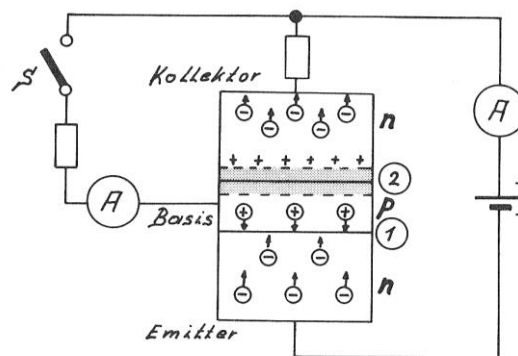 S
Kollektor
n
A
+ + + + + +
2
A
Basis
p
+ + +
1
n
Emitter